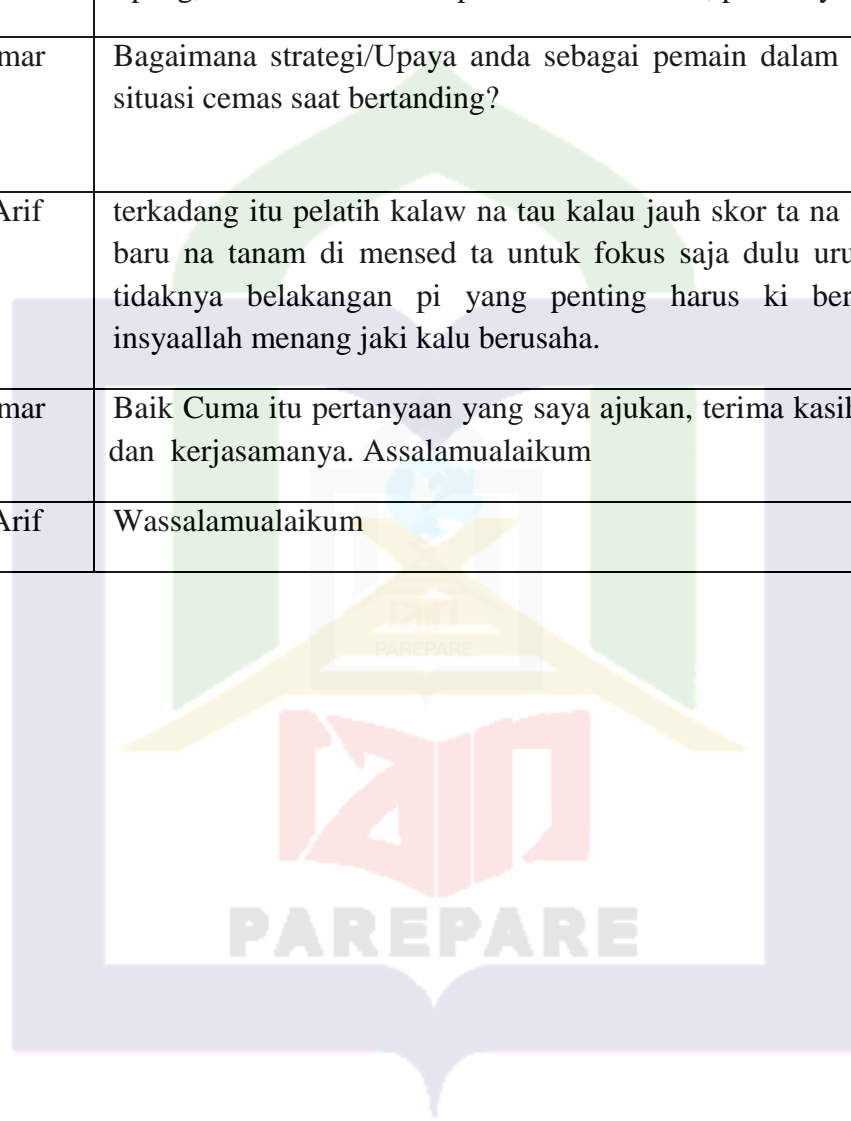 mar Bagaimana strategi/Upaya anda sebagai pemain dalam
situasi cemas saat bertanding?
Arif terkadang itu pelatih kalaw na tau kalau jauh skor ta na
baru na tanam di mensed ta untuk fokus saja dulu uru
tidaknya belakangan pi yang penting harus ki ber
insyaallah menang jaki kalu berusaha.
mar Baik Cuma itu pertanyaan yang saya ajukan, terima kasih
dan kerjasamanya. Assalamualaikum
Arif Wassalamualaikum
IAIN
PAREPARE
PAREPARE